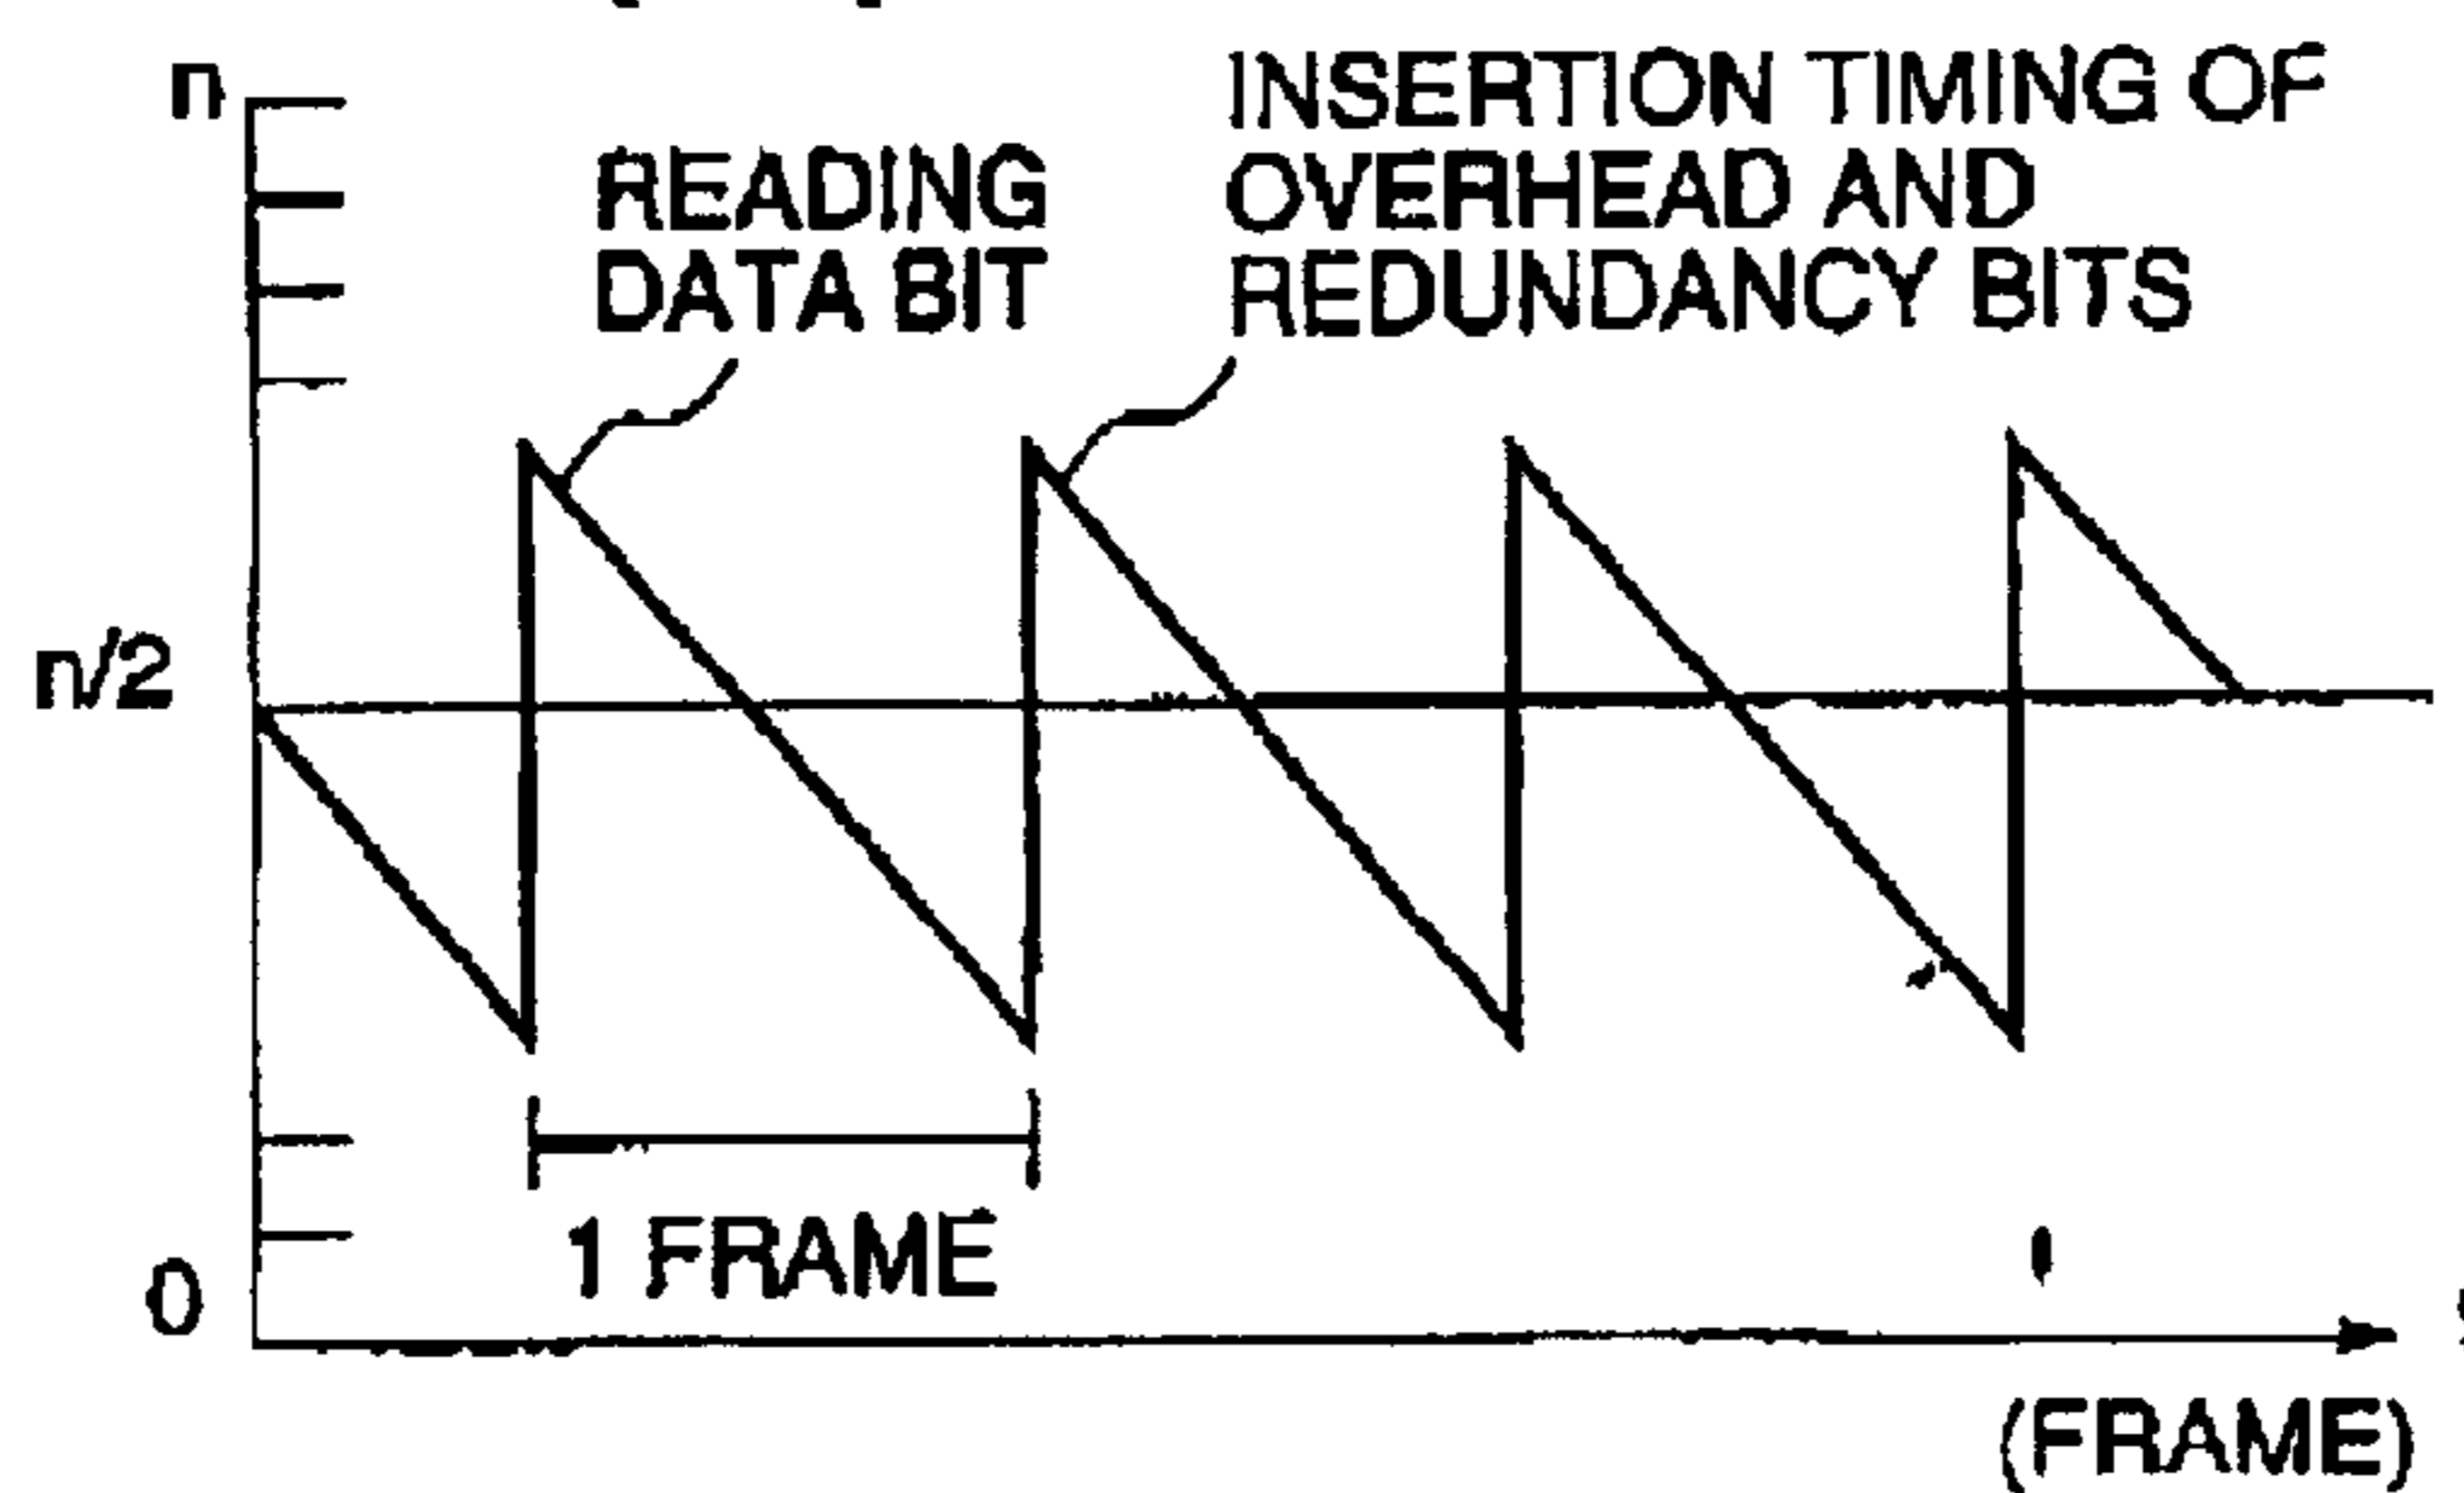 n
INSERTION TIMING OF
OVERHEAD AND
REDUNDANCY BITS
READING
DATA BIT
n/2
1 FRAME
0
(FRAME)